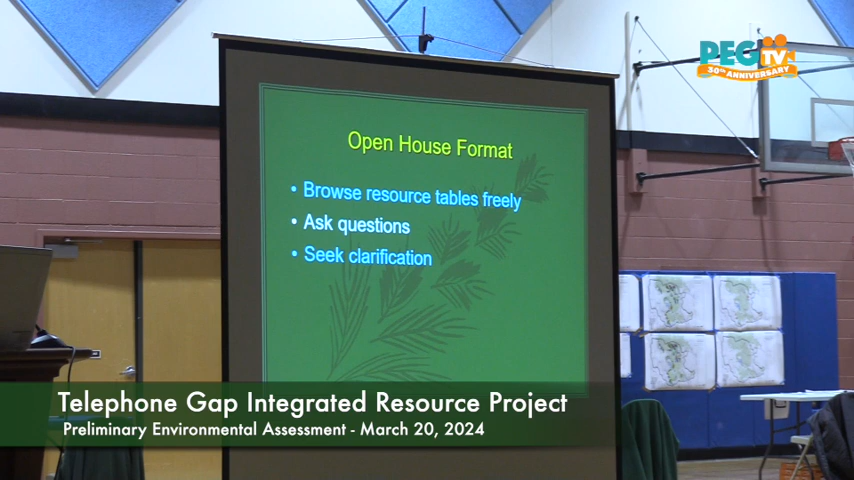 PEGTV
30th ANNIVERSARY
Open House Format
• Browse resource tables freely
• Ask questions
• Seek clarification
Telephone Gap Integrated Resource Project
Preliminary Environmental Assessment - March 20, 2024